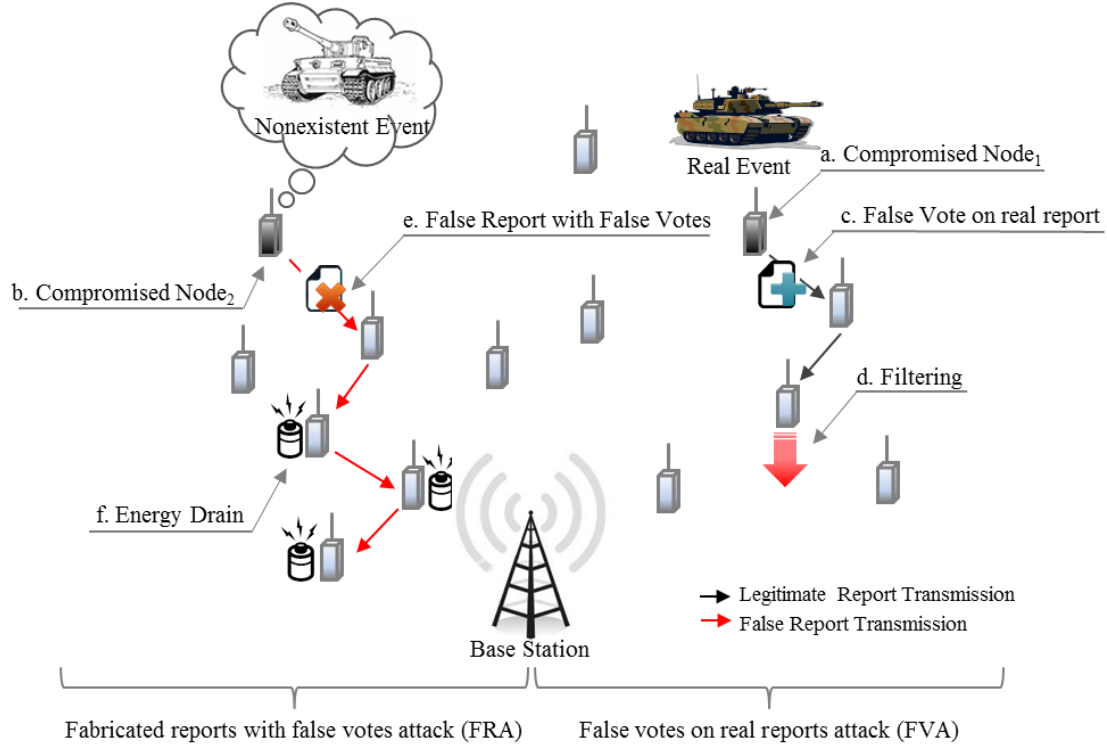 Nonexistent Event
Real Event
a. Compromised Node1
e. False Report with False Votes
c. False Vote on real report
b. Compromised Node2
d. Filtering
f. Energy Drain
Legitimate Report Transmission
False Report Transmission
Base Station
Fabricated reports with false votes attack (FRA)
False votes on real reports attack (FVA)